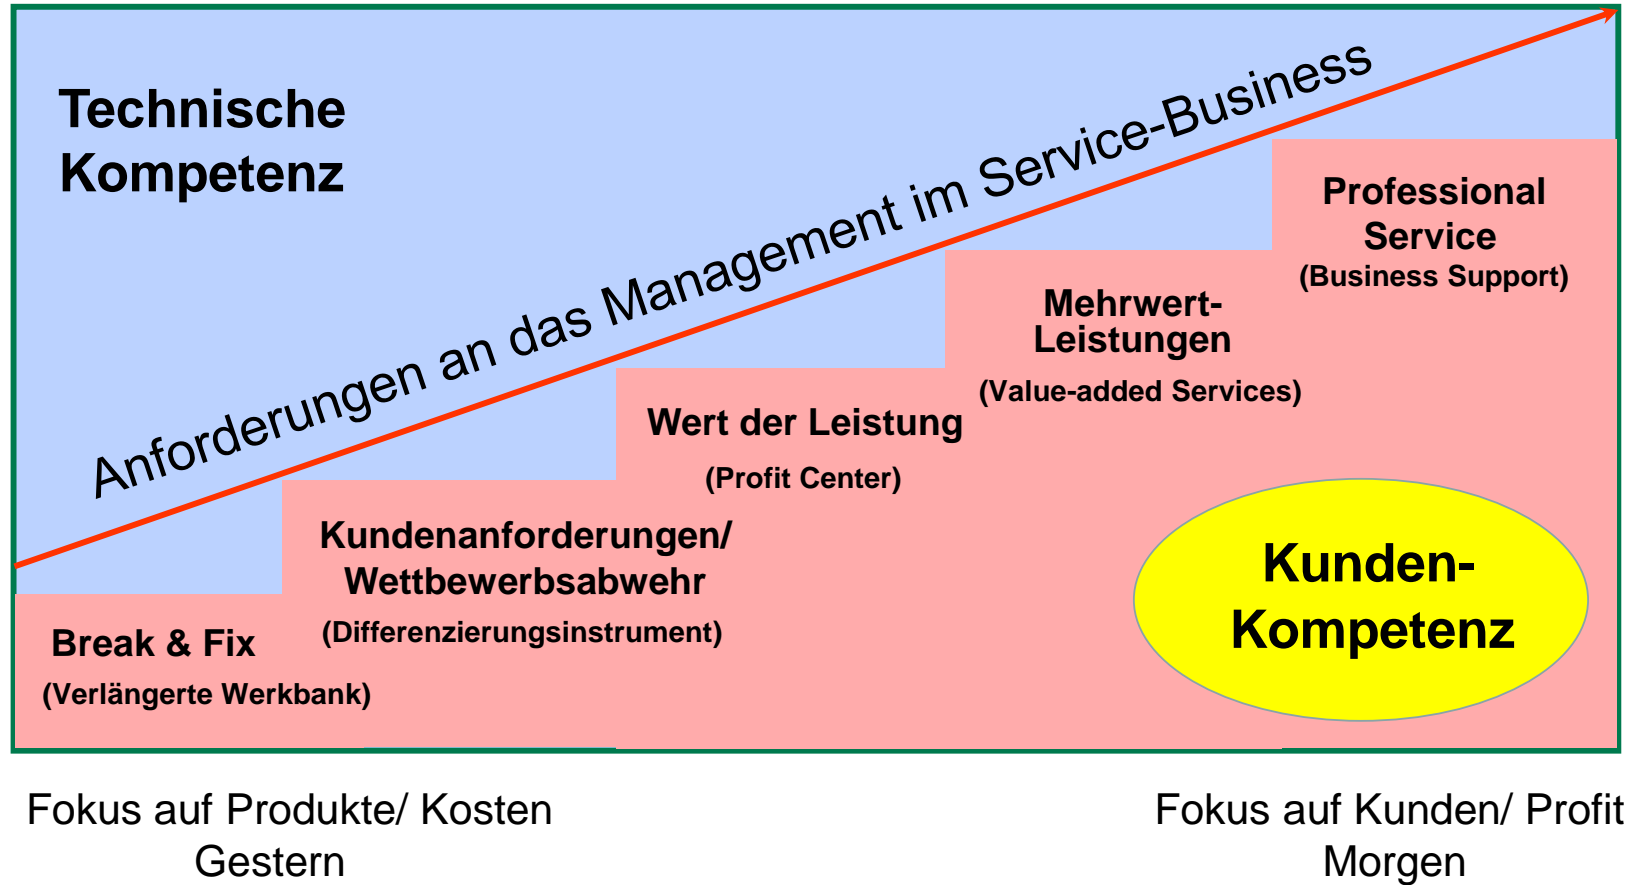 Technische
Kompetenz
Anforderungen an das Management im Service-Business
Professional
Service
(Business Support)
Mehrwert-
Leistungen
(Value-added Services)
Wert der Leistung
(Profit Center)
Kundenanforderungen/
Wettbewerbsabwehr
(Differenzierungsinstrument)
Break & Fix
(Verlängerte Werkbank)
Kunden-
Kompetenz
Fokus auf Produkte/ Kosten
Gestern
Fokus auf Kunden/ Profit
Morgen